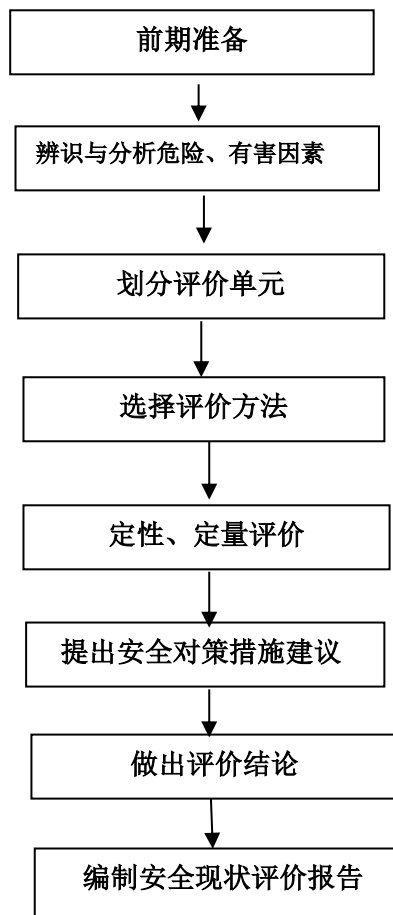 前期准备
辨识与分析危险、有害因素
划分评价单元
选择评价方法
定性、定量评价
提出安全对策措施建议
做出评价结论
编制安全现状评价报告